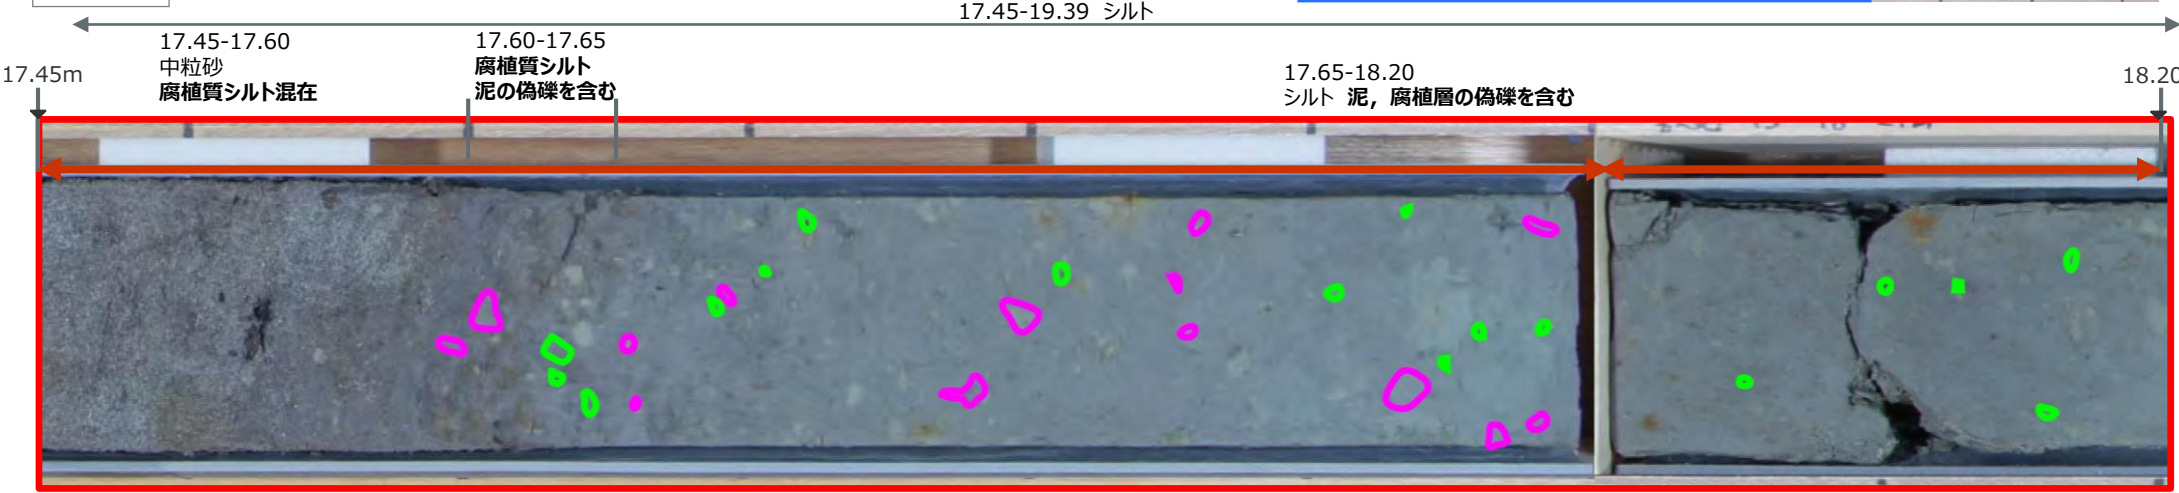 17.45-19.39 シルト
17.45-17.60
中粒砂
腐植質シルト混在
17.60-17.65
腐植質シルト
泥の偽礫を含む
17.45m
17.65-18.20
シルト 泥，腐植層の偽礫を含む
18.20